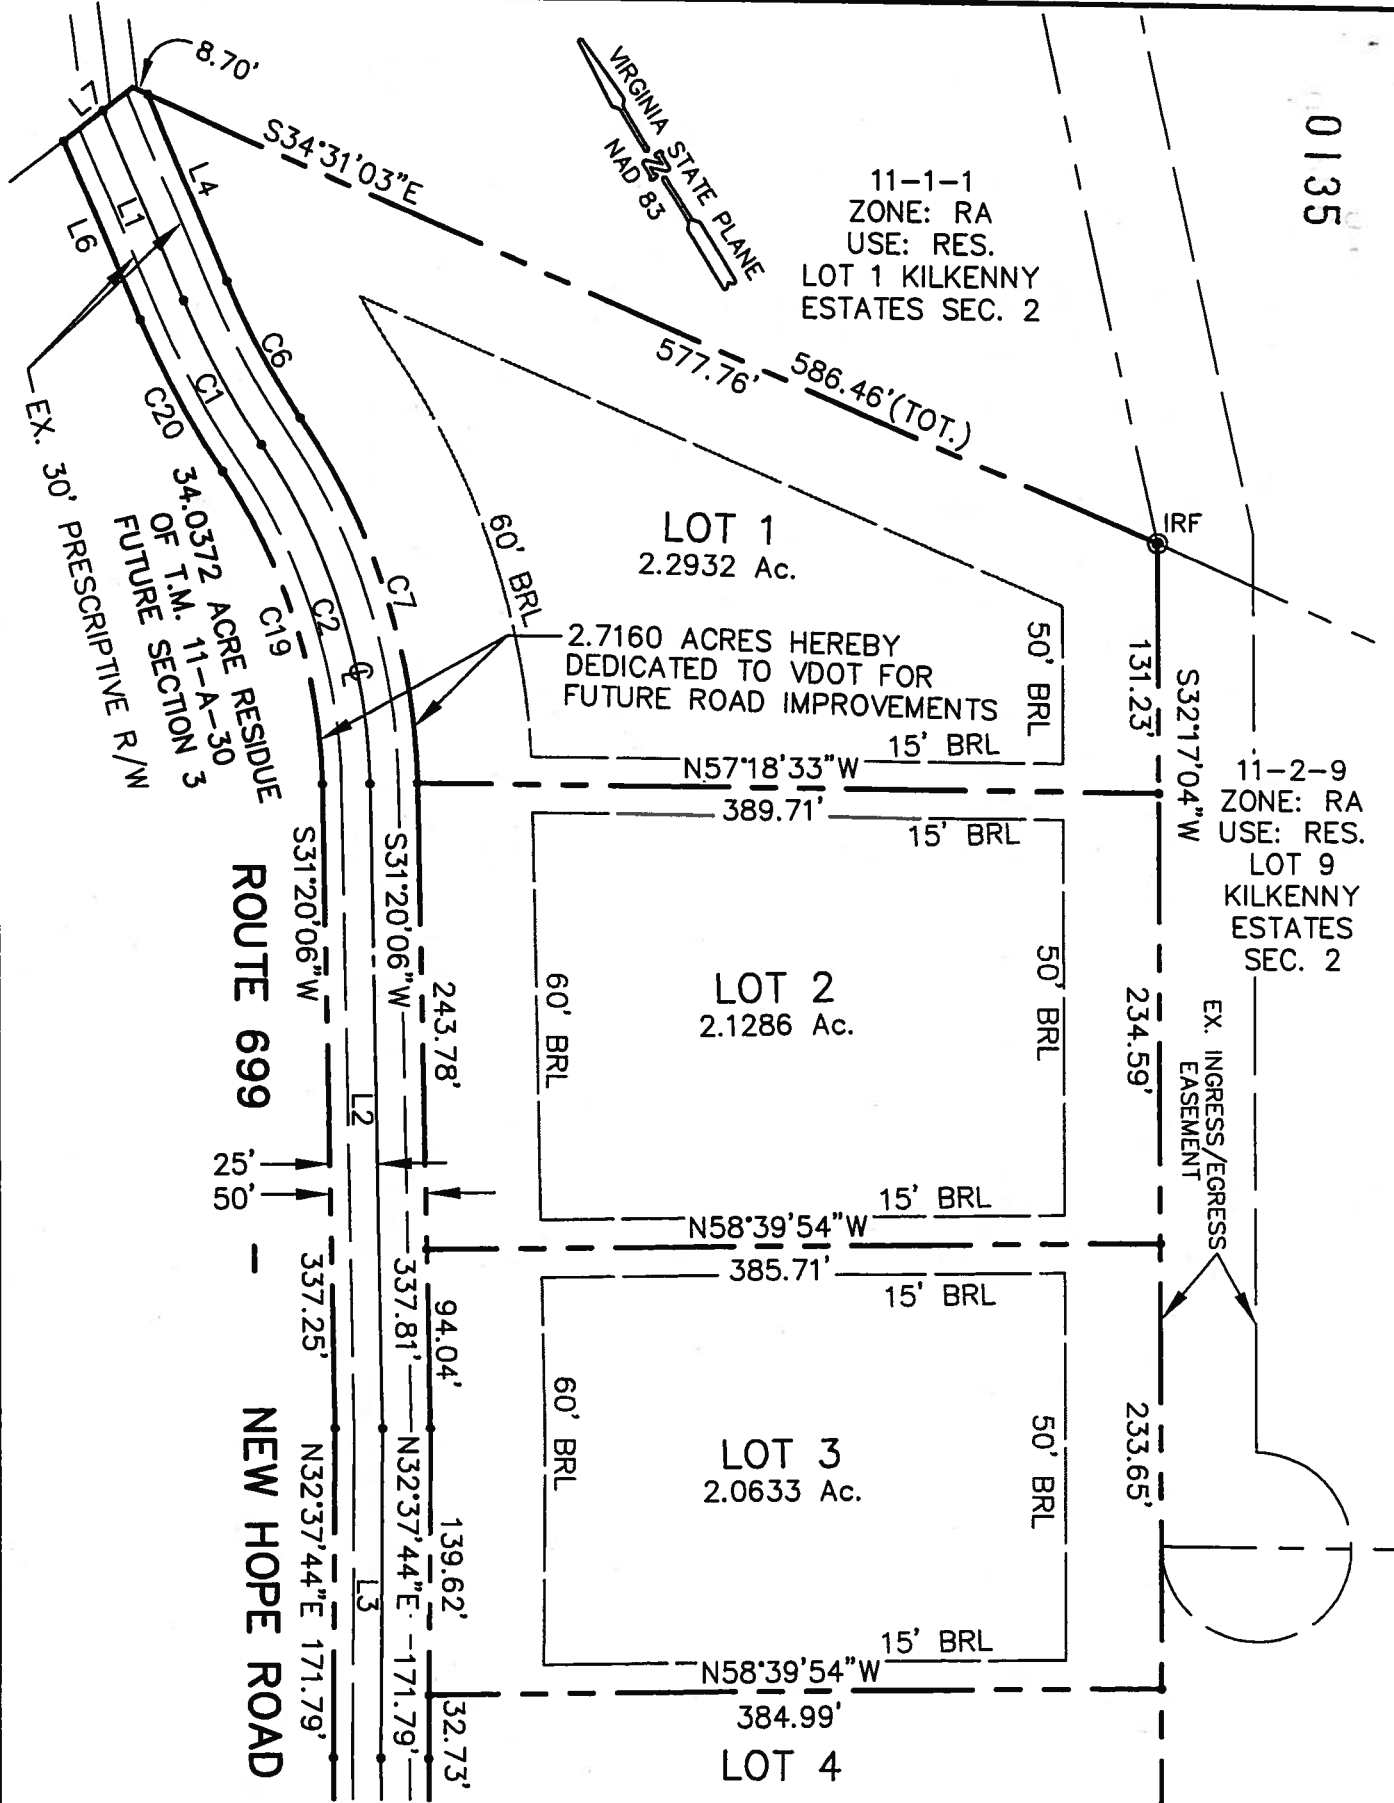 0135
8.70'
L7
S34°31'03"E
L4
L1
L6
VIRGINIA STATE PLANE
N
NAD 83
11-1-1
ZONE: RA
USE: RES.
LOT 1 KILKENNY
ESTATES SEC. 2
C6
C1
C20
577.76'
586.46'(TOT.)
EX. 30' PRESCRIPTIVE R/W
34.0372 ACRE RESIDUE
OF T.M. 11-A-30
FUTURE SECTION 3
60' BRL
LOT 1
2.2932 Ac.
IRF
C7
C2
C19
℄
2.7160 ACRES HEREBY
DEDICATED TO VDOT FOR
FUTURE ROAD IMPROVEMENTS
50' BRL
131.23'
S32°17'04"W
15' BRL
N57°18'33"W
389.71'
15' BRL
11-2-9
ZONE: RA
USE: RES.
LOT 9
KILKENNY
ESTATES
SEC. 2
S31°20'06"W
S31°20'06"W
243.78'
60' BRL
LOT 2
2.1286 Ac.
50' BRL
234.59'
EX. INGRESS/EGRESS
EASEMENT
L2
25'
50'
15' BRL
N58°39'54"W
385.71'
15' BRL
337.25'
337.81'
94.04'
60' BRL
LOT 3
2.0633 Ac.
50' BRL
233.65'
N32°37'44"E 171.79'
N32°37'44"E 171.79'
139.62'
L3
15' BRL
N58°39'54"W
384.99'
32.73'
LOT 4
ROUTE 699 - NEW HOPE ROAD